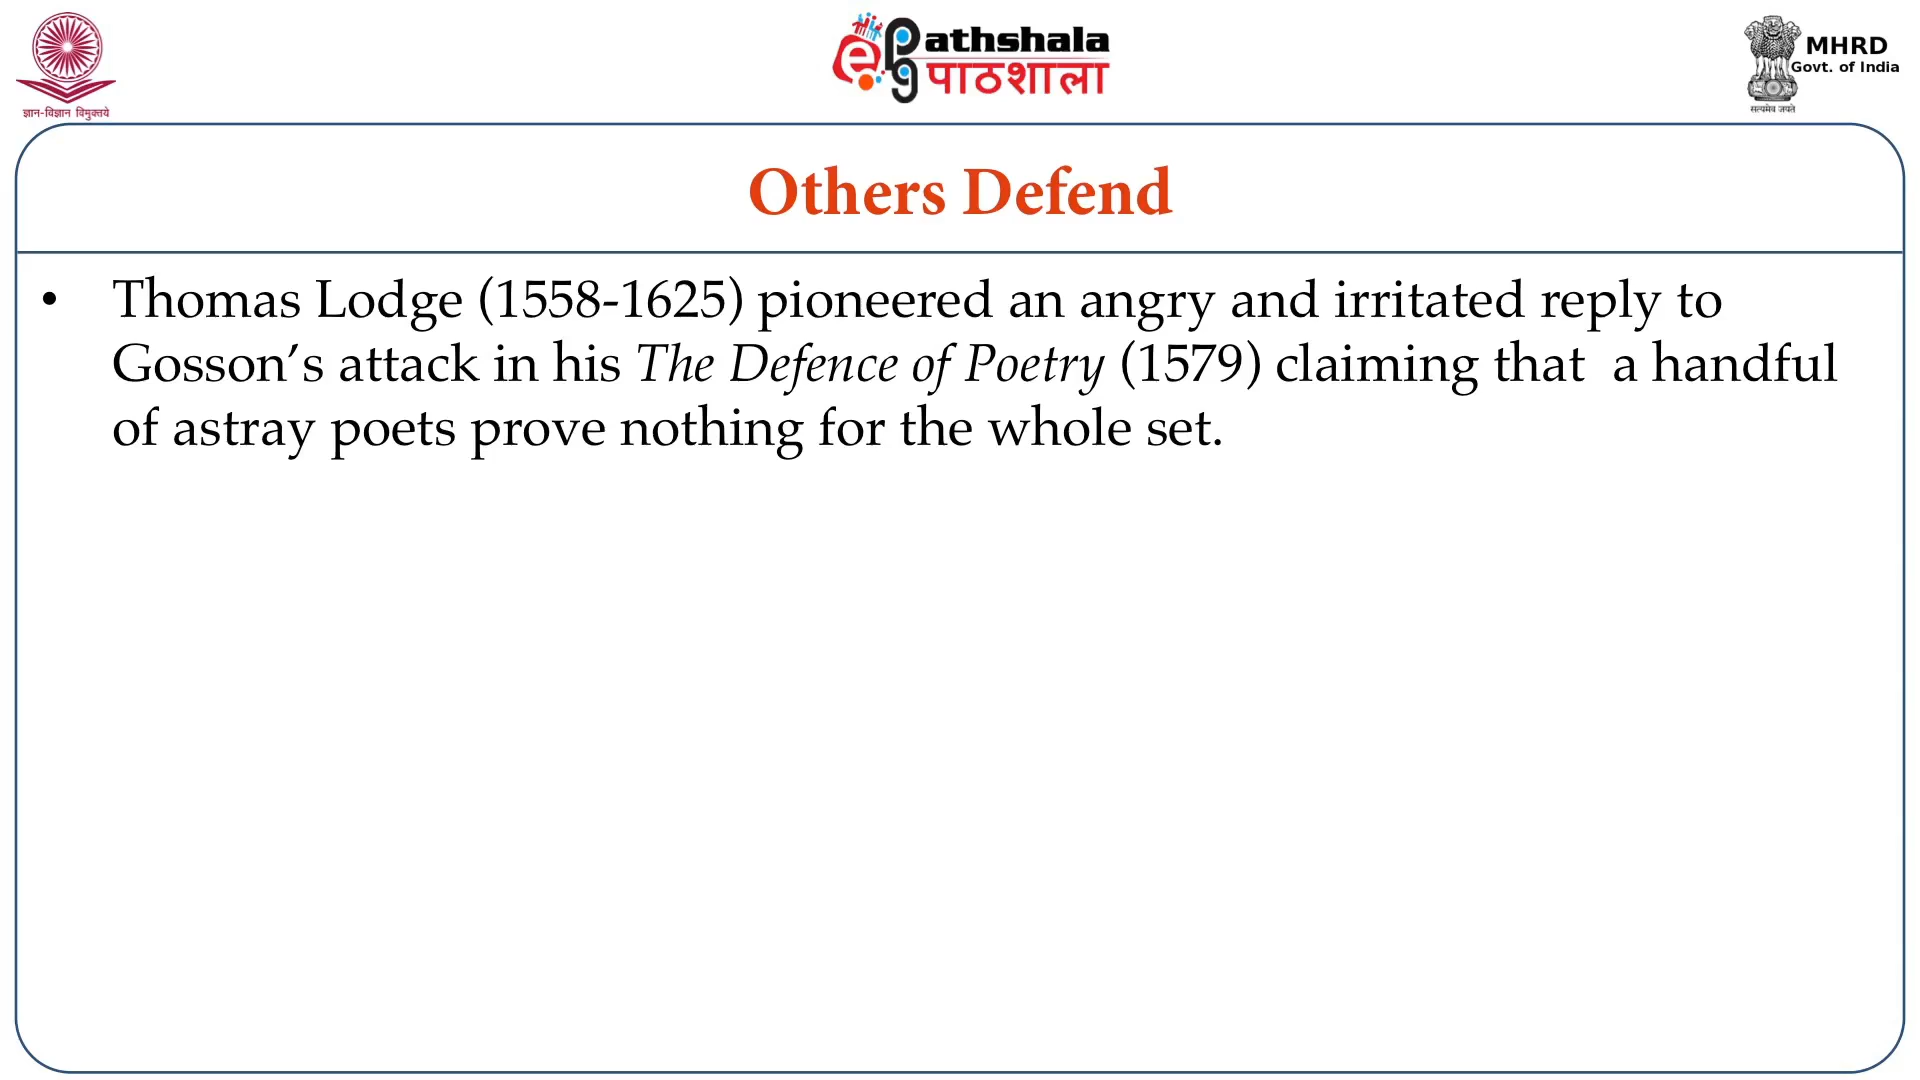 ज्ञान-विज्ञान विमुक्तये
e
pg
athshala
पाठशाला
MHRD
Govt. of India
सत्यमेव जयते
Others Defend
• Thomas Lodge (1558-1625) pioneered an angry and irritated reply to
Gosson’s attack in his The Defence of Poetry (1579) claiming that  a handful
of astray poets prove nothing for the whole set.